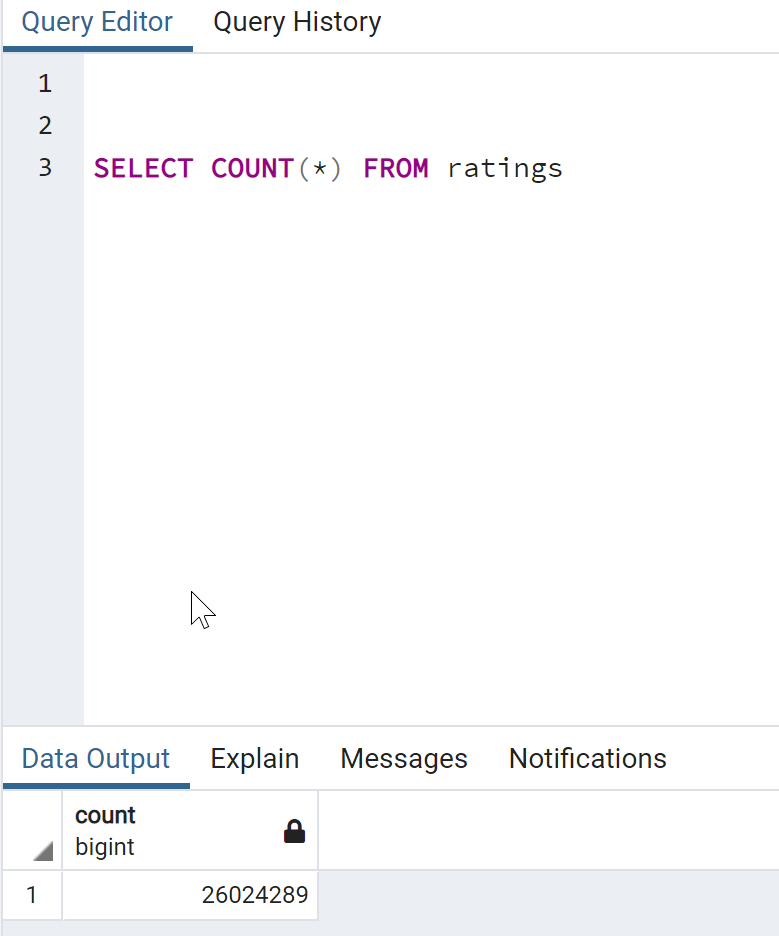 Query Editor Query History
1
2
3 SELECT COUNT(*) FROM ratings
Data Output Explain Messages Notifications
count
bigint
1 26024289